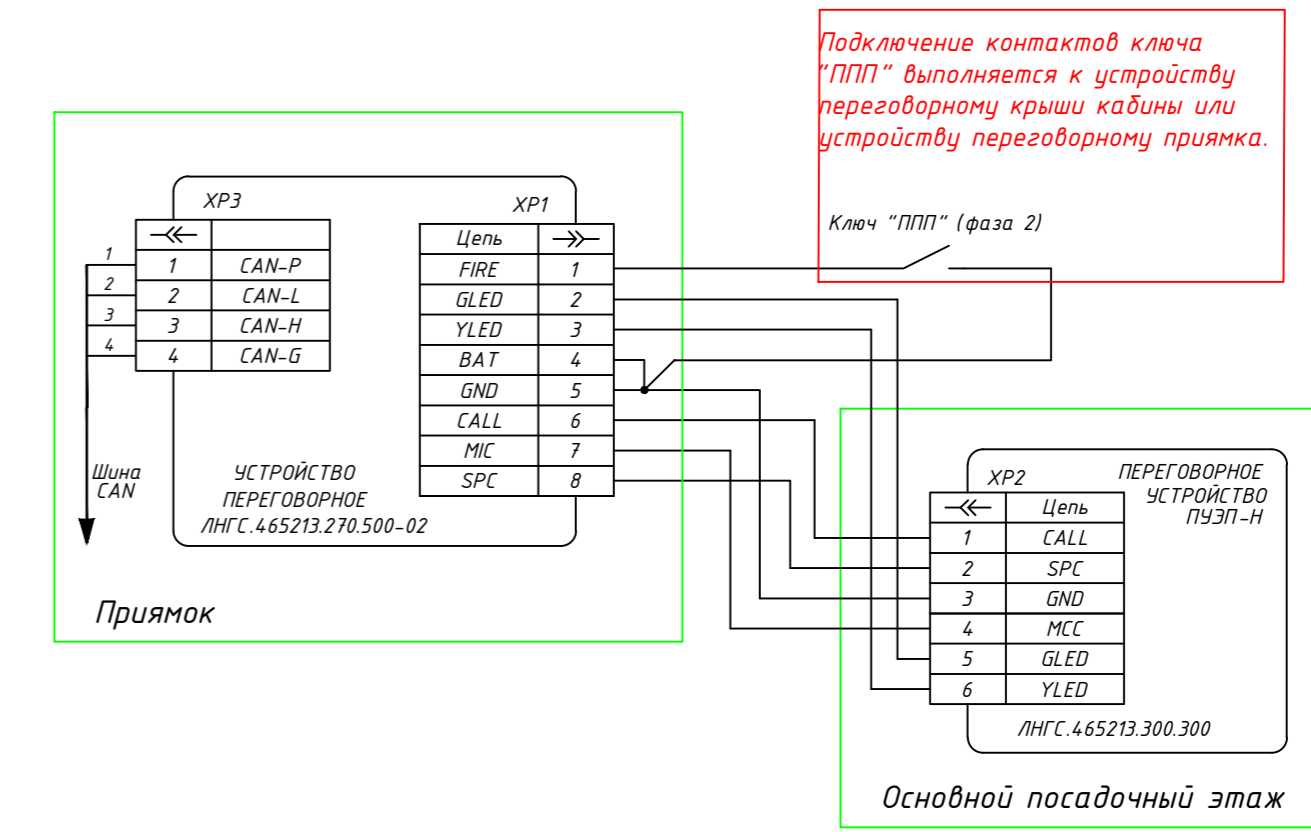 Подключение контактов ключа
"ППП" выполняется к устройству
переговорному крыши кабины или
устройству переговорному приямка.
Ключ "ППП" (фаза 2)
XP3
1 CAN-P
2 CAN-L
3 CAN-H
4 CAN-G
1
2
3
4
Шина
CAN
XP1
Цепь
FIRE 1
GLED 2
YLED 3
BAT 4
GND 5
CALL 6
MIC 7
SPC 8
УСТРОЙСТВО
ПЕРЕГОВОРНОЕ
ЛНГС.465213.270.500-02
Приямок
XP2
Цепь
1 CALL
2 SPC
3 GND
4 MCC
5 GLED
6 YLED
ПЕРЕГОВОРНОЕ
УСТРОЙСТВО
ПУЭП-Н
ЛНГС.465213.300.300
Основной посадочный этаж